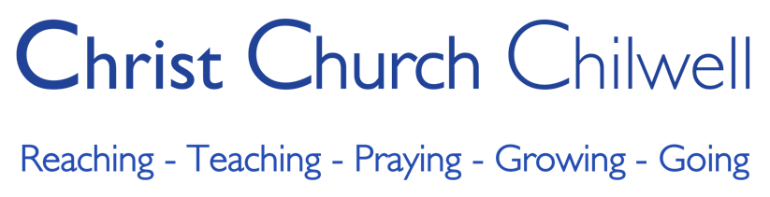 Christ Church Chilwell
Reaching - Teaching - Praying - Growing - Going